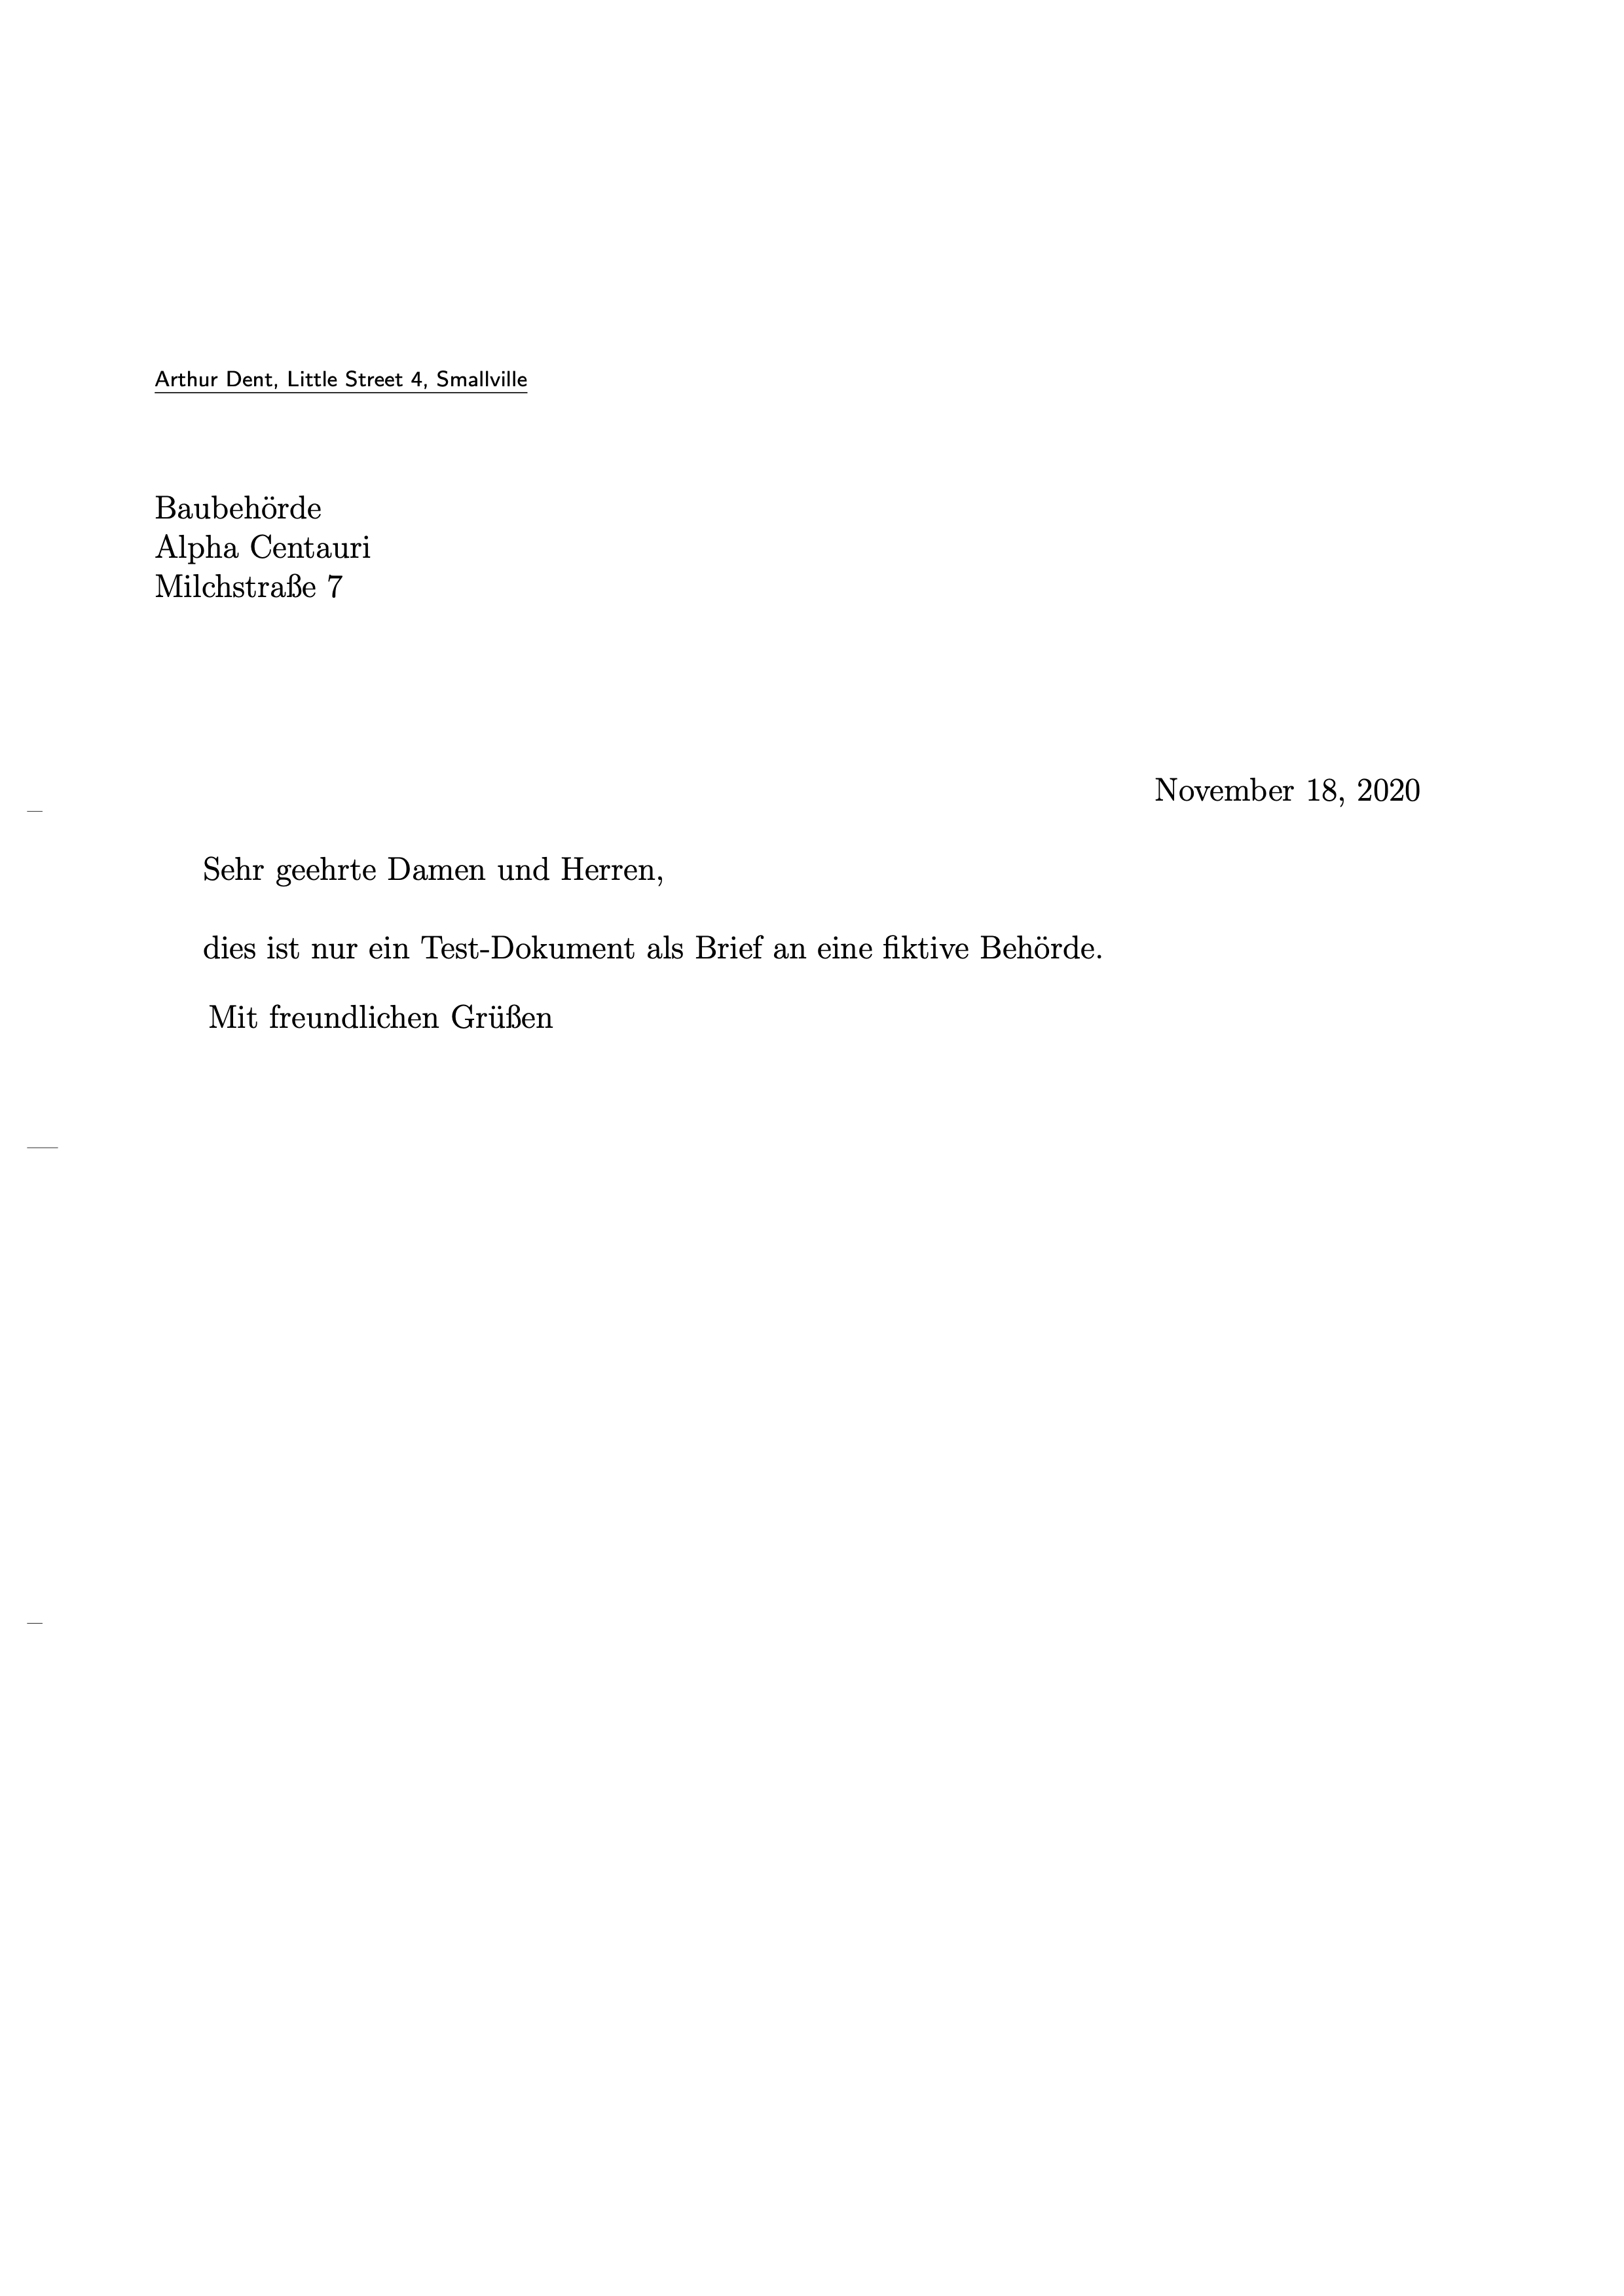 Arthur Dent, Little Street 4, Smallville
Baubehörde
Alpha Centauri
Milchstraße 7
November 18, 2020
Sehr geehrte Damen und Herren,
dies ist nur ein Test-Dokument als Brief an eine fiktive Behörde.
Mit freundlichen Grüßen